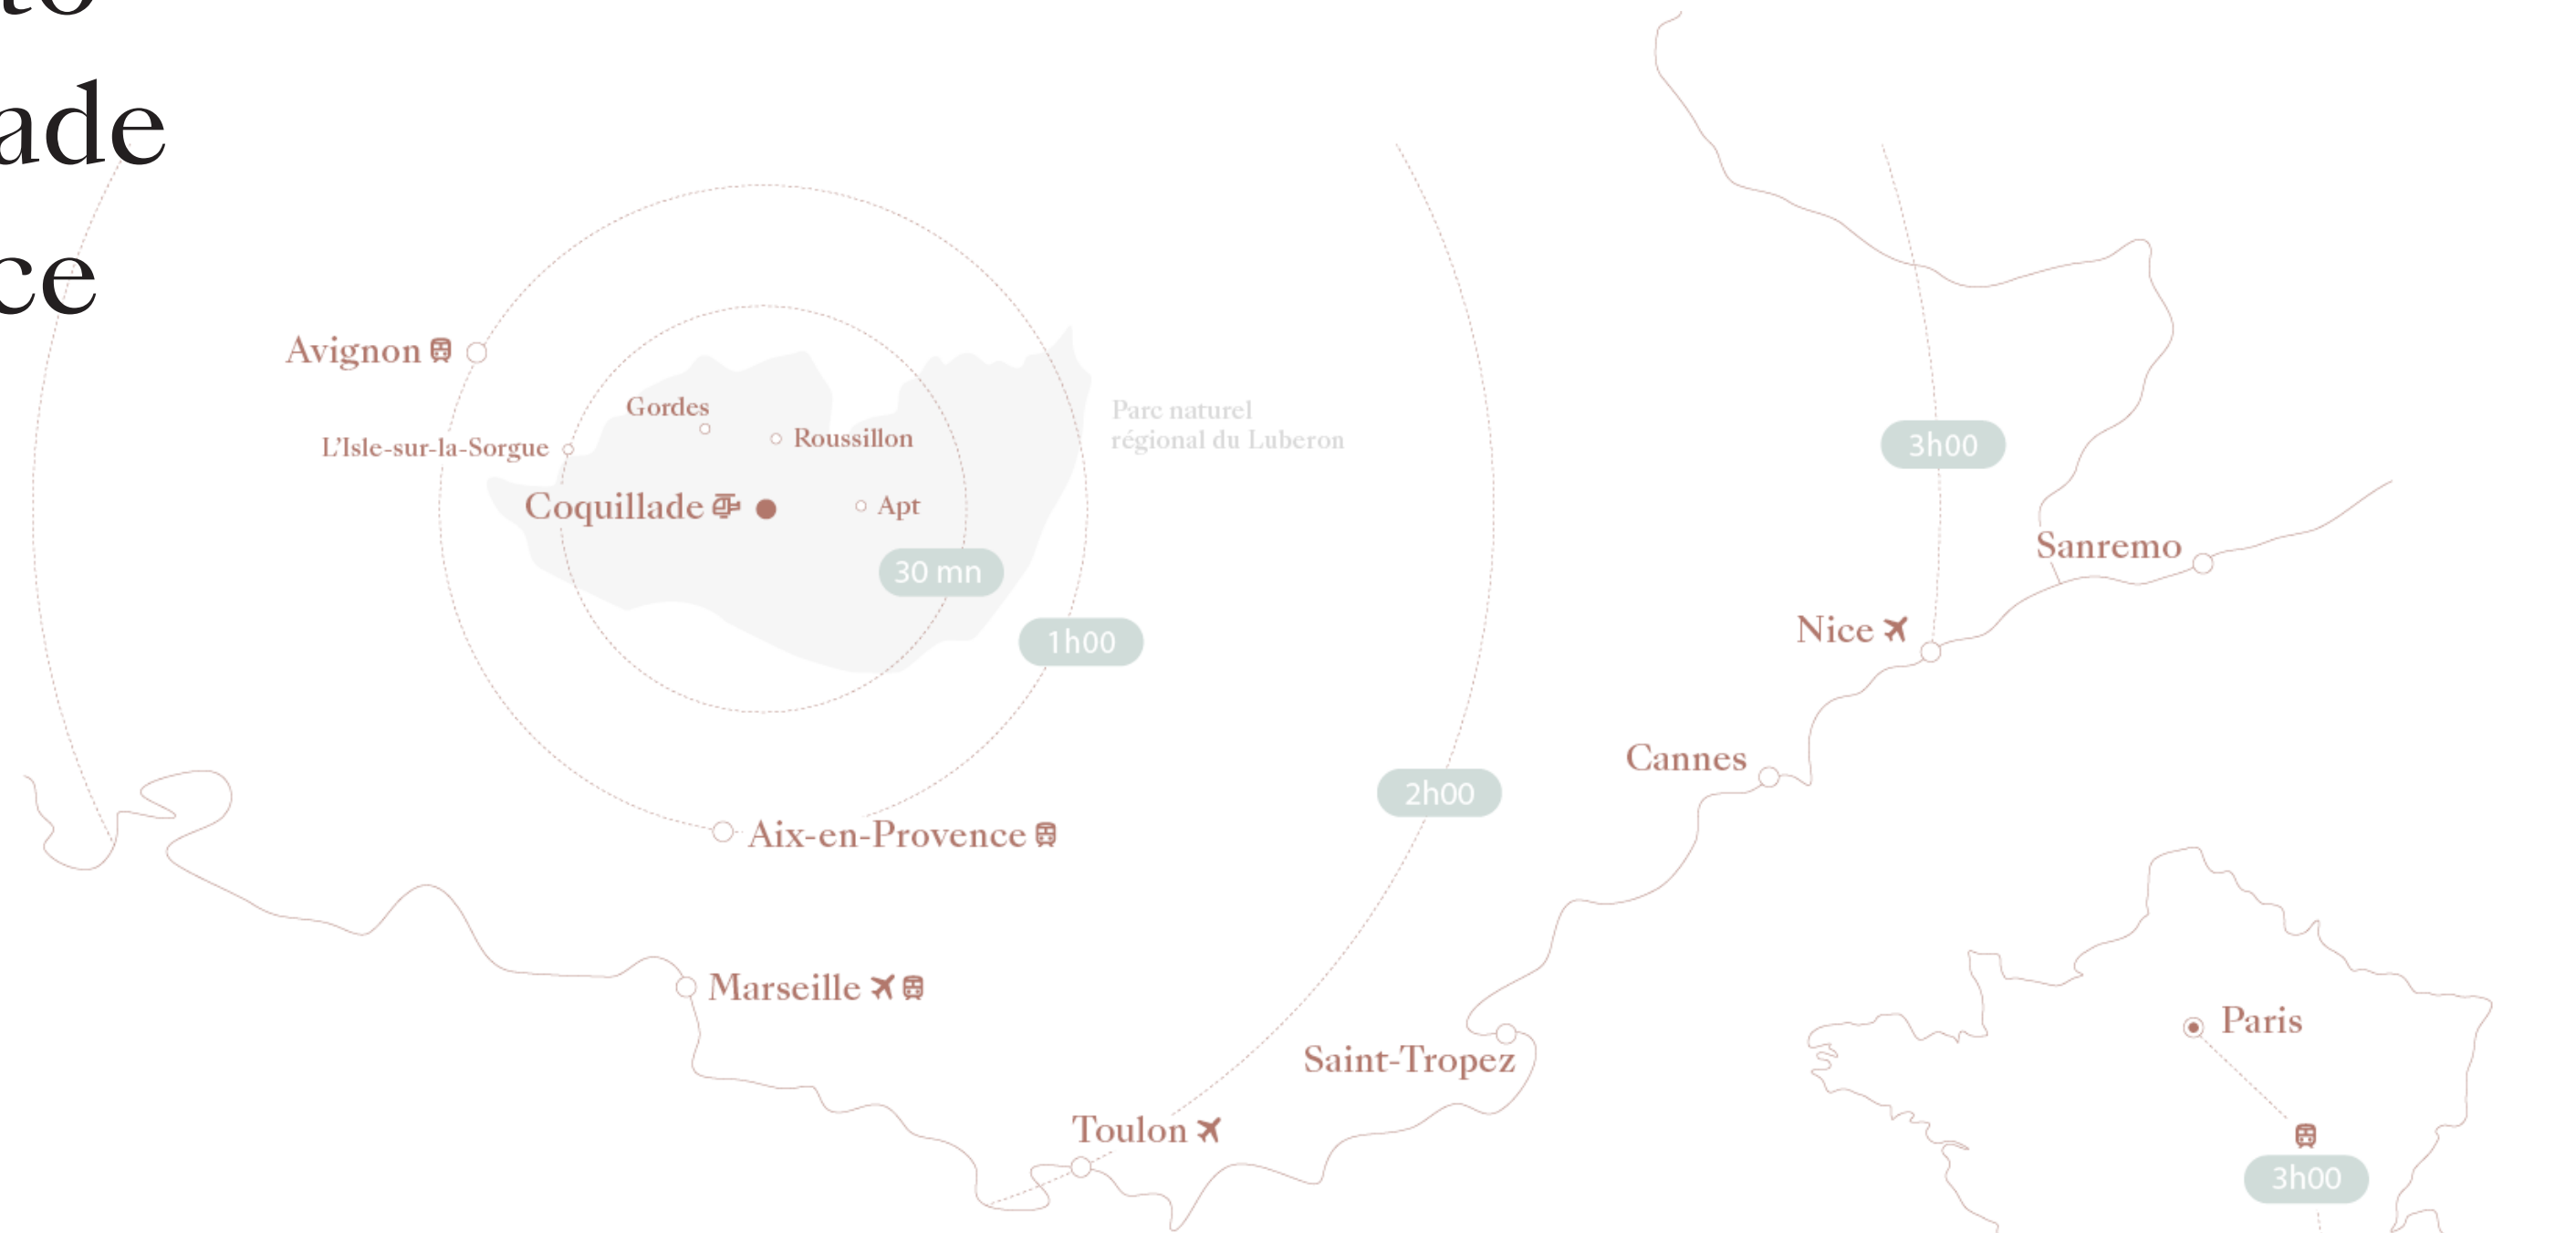 ade
ce
Avignon
Gordes
Roussillon
L'Isle-sur-la-Sorgue
Coquillade
Apt
Parc naturel
régional du Luberon
30 mn
1h00
2h00
3h00
Sanremo
Nice
Cannes
Aix-en-Provence
Marseille
Saint-Tropez
Toulon
Paris
3h00